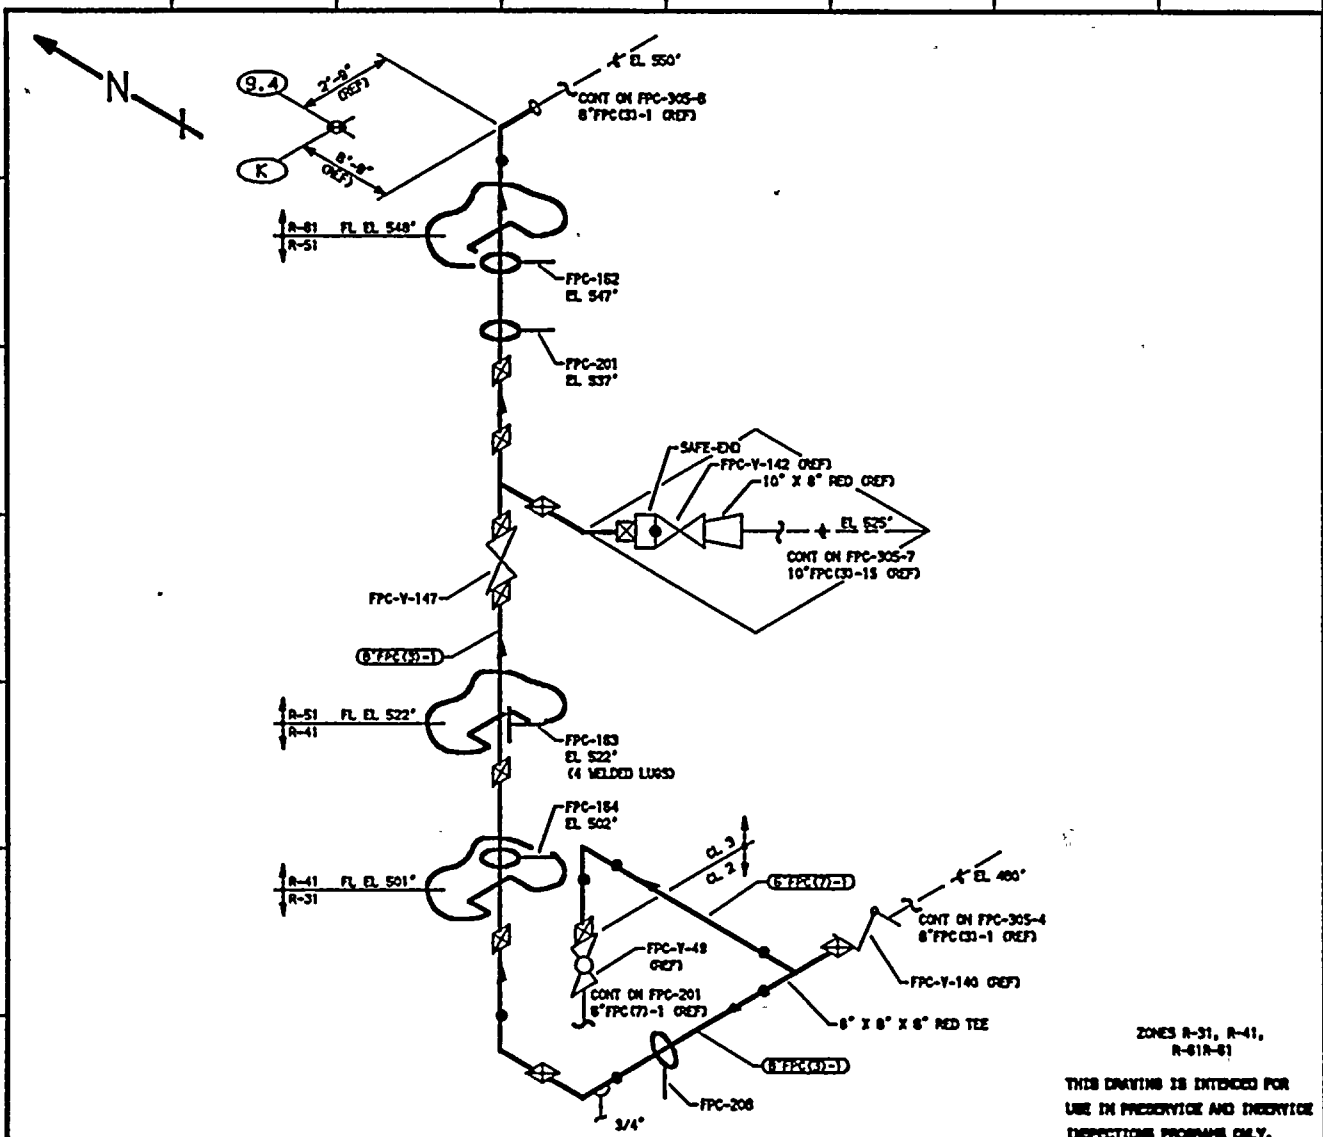 N
9.4
2'-9"
(REF)
K
8'-9"
(REF)
EL 550'
CONT ON FPC-305-8
8"FPC(3)-1 (REF)
R-61 FL EL 548'
R-51
FPC-182
EL 547'
FPC-201
EL 537'
SAFE-END
FPC-V-142 (REF)
10" X 8" RED (REF)
EL 525'
CONT ON FPC-305-7
10"FPC(3)-15 (REF)
FPC-V-147
8"FPC(3)-1
R-51 FL EL 522'
R-41
FPC-183
EL 522'
(4 WELDED LUGS)
FPC-184
EL 502'
CL 3
CL 2
R-41 FL EL 501'
R-31
6"FPC(7)-1
EL 480'
CONT ON FPC-305-4
8"FPC(3)-1 (REF)
FPC-V-48
(REF)
FPC-V-140 (REF)
CONT ON FPC-201
6"FPC(7)-1 (REF)
8" X 8" X 6" RED TEE
8"FPC(3)-1
FPC-208
3/4"
ZONES R-31, R-41,
R-61R-61
THIS DRAWING IS INTENDED FOR
USE IN PRESERVICE AND INSERVICE
INSPECTIONS PROGRAMS ONLY.